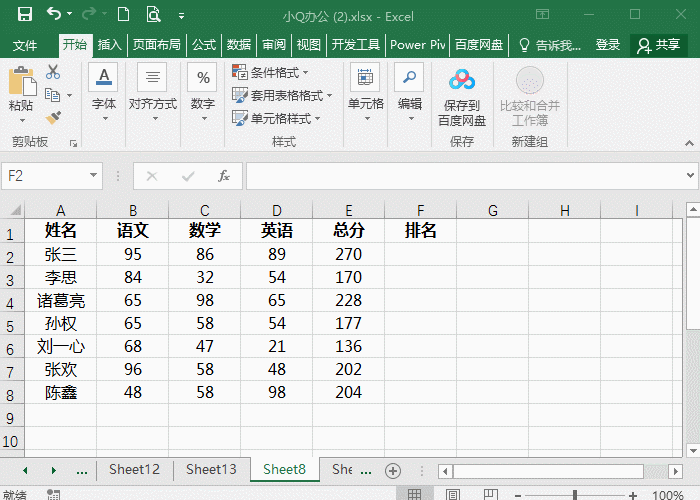 小Q办公 (2).xlsx - Excel
文件 开始 插入 页面布局 公式 数据 审阅 视图 开发工具 Power Piv 百度网盘 告诉我... 登录 共享
粘贴 A 字体 对齐方式 % 数字 条件格式 套用表格格式 单元格样式 单元格 编辑 保存到百度网盘 比较和合并工作簿
剪贴板 样式 保存 新建组
F2 fx
A B C D E F G H I
1 姓名 语文 数学 英语 总分 排名
2 张三 95 86 89 270
3 李思 84 32 54 170
4 诸葛亮 65 98 65 228
5 孙权 65 58 54 177
6 刘一心 68 47 21 136
7 张欢 96 58 48 202
8 陈鑫 48 58 98 204
9
10
... Sheet12 Sheet13 Sheet8 She ...
就绪 100%